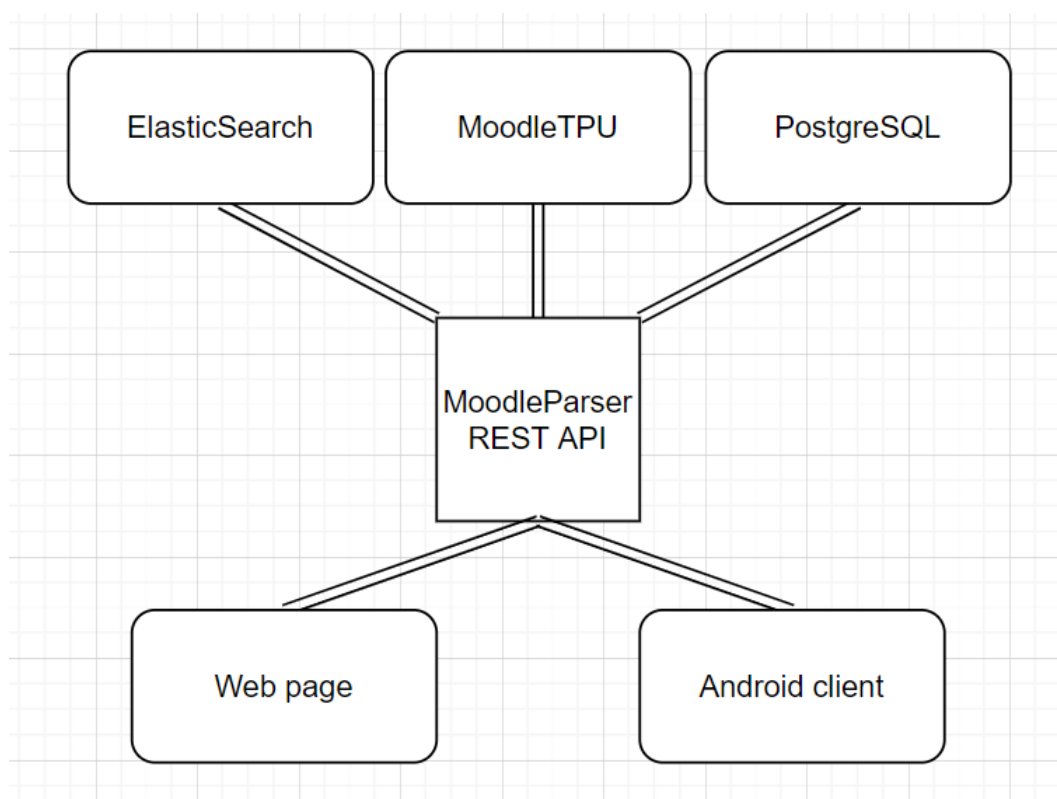 ElasticSearch
MoodleTPU
PostgreSQL
MoodleParser
REST API
Web page
Android client